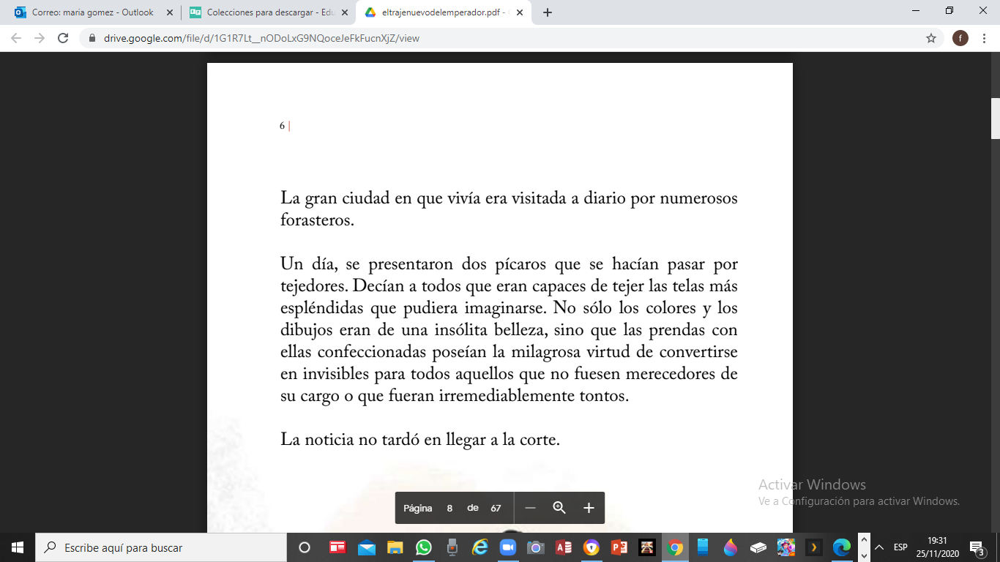 Correo: maria gomez - Outlook
Colecciones para descargar - Edu
eltrajenuevodelemperador.pdf -
drive.google.com/file/d/1G1R7Lt__nODoLxG9NQoceJeFkFucnXjZ/view
f
6 |
La gran ciudad en que vivía era visitada a diario por numerosos
forasteros.
Un día, se presentaron dos pícaros que se hacían pasar por
tejedores. Decían a todos que eran capaces de tejer las telas más
espléndidas que pudiera imaginarse. No sólo los colores y los
dibujos eran de una insólita belleza, sino que las prendas con
ellas confeccionadas poseían la milagrosa virtud de convertirse
en invisibles para todos aquellos que no fuesen merecedores de
su cargo o que fueran irremediablemente tontos.
La noticia no tardó en llegar a la corte.
Activar Windows
Ve a Configuración para activar Windows.
Página 8 de 67
Escribe aquí para buscar
ESP
19:31
25/11/2020
3